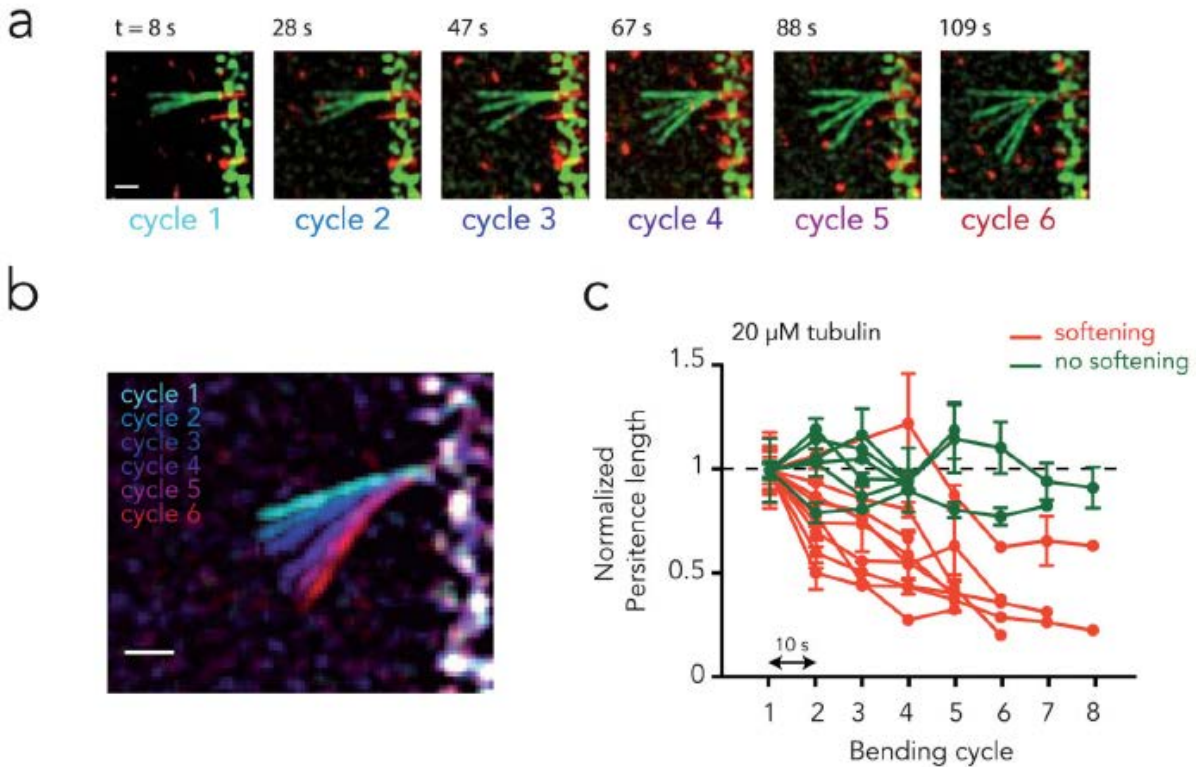 a
t = 8 s 28 s 47 s 67 s 88 s 109 s
cycle 1 cycle 2 cycle 3 cycle 4 cycle 5 cycle 6
b
cycle 1
cycle 2
cycle 3
cycle 4
cycle 5
cycle 6
c
20 µM tubulin
softening
no softening
1.5
1
0.5
0
Normalized
Persitence length
10 s
1 2 3 4 5 6 7 8
Bending cycle